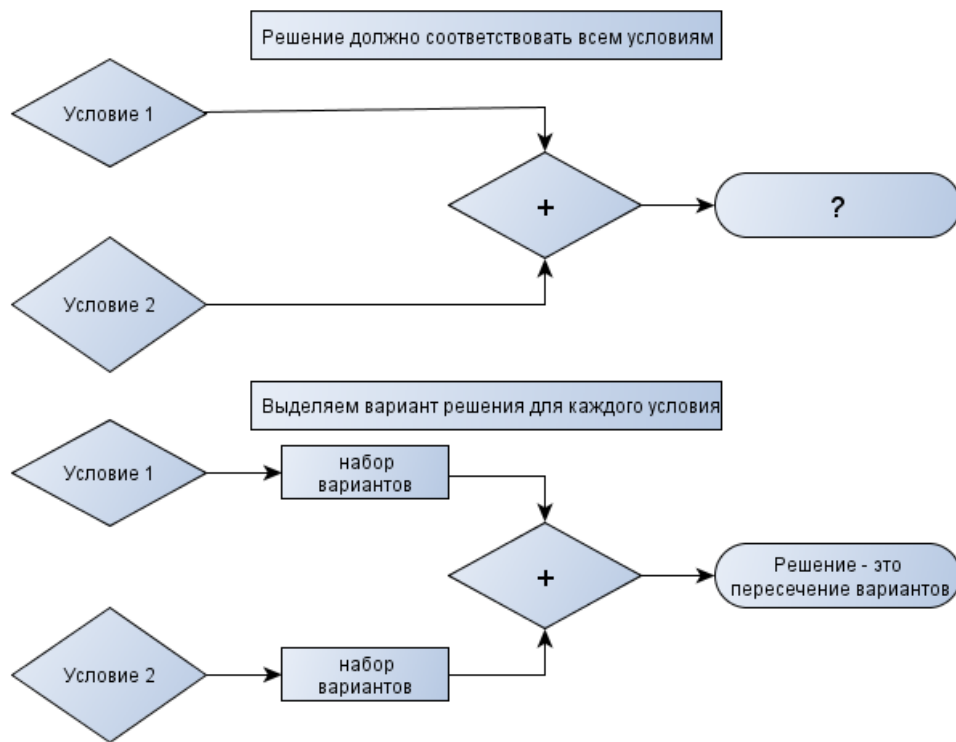 Решение должно соответствовать всем условиям
Условие 1
+
?
Условие 2
Выделяем вариант решения для каждого условия
Условие 1
набор
вариантов
+
Решение - это
пересечение вариантов
Условие 2
набор
вариантов